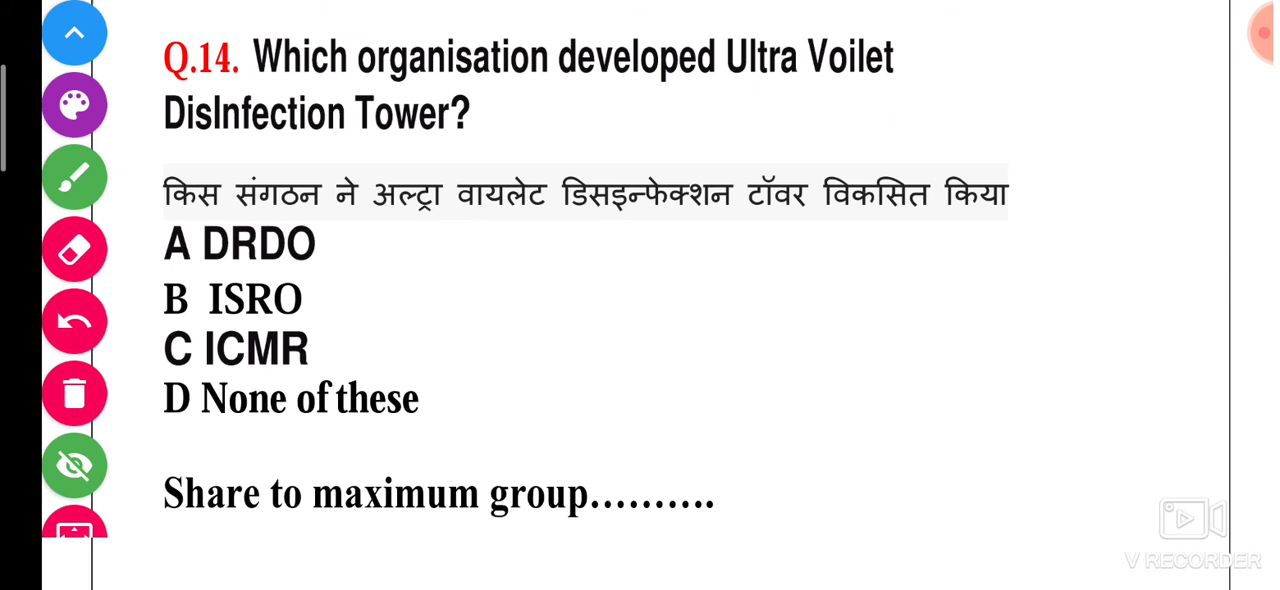 Q.14. Which organisation developed Ultra Voilet
DisInfection Tower?
किस संगठन ने अल्ट्रा वायलेट डिसइन्फेक्शन टॉवर विकसित किया
A DRDO
B ISRO
C ICMR
D None of these
Share to maximum group..........
V RECORDER